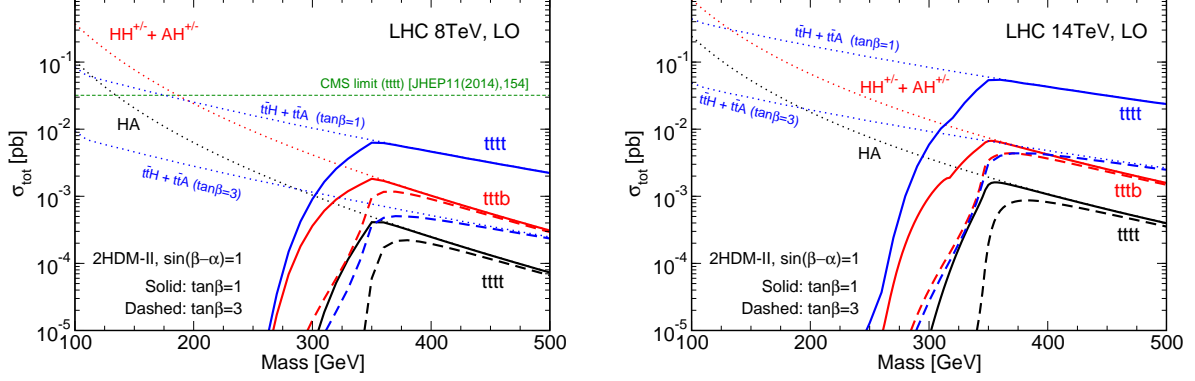 HH+/- + AH+/-
LHC 8TeV, LO
CMS limit (tttt) [JHEP11(2014),154]
tt̄H + tt̄A (tanβ=1)
HA
tt̄H + tt̄A (tanβ=3)
tttt
tttb
tttt
2HDM-II, sin(β−α)=1
Solid: tanβ=1
Dashed: tanβ=3
σtot [pb]
10-1
10-2
10-3
10-4
10-5
100 200 300 400 500
Mass [GeV]
tt̄H + tt̄A (tanβ=1)
LHC 14TeV, LO
HH+/- + AH+/-
tt̄H + tt̄A (tanβ=3)
HA
tttt
tttb
tttt
2HDM-II, sin(β−α)=1
Solid: tanβ=1
Dashed: tanβ=3
σtot [pb]
10-1
10-2
10-3
10-4
10-5
100 200 300 400 500
Mass [GeV]